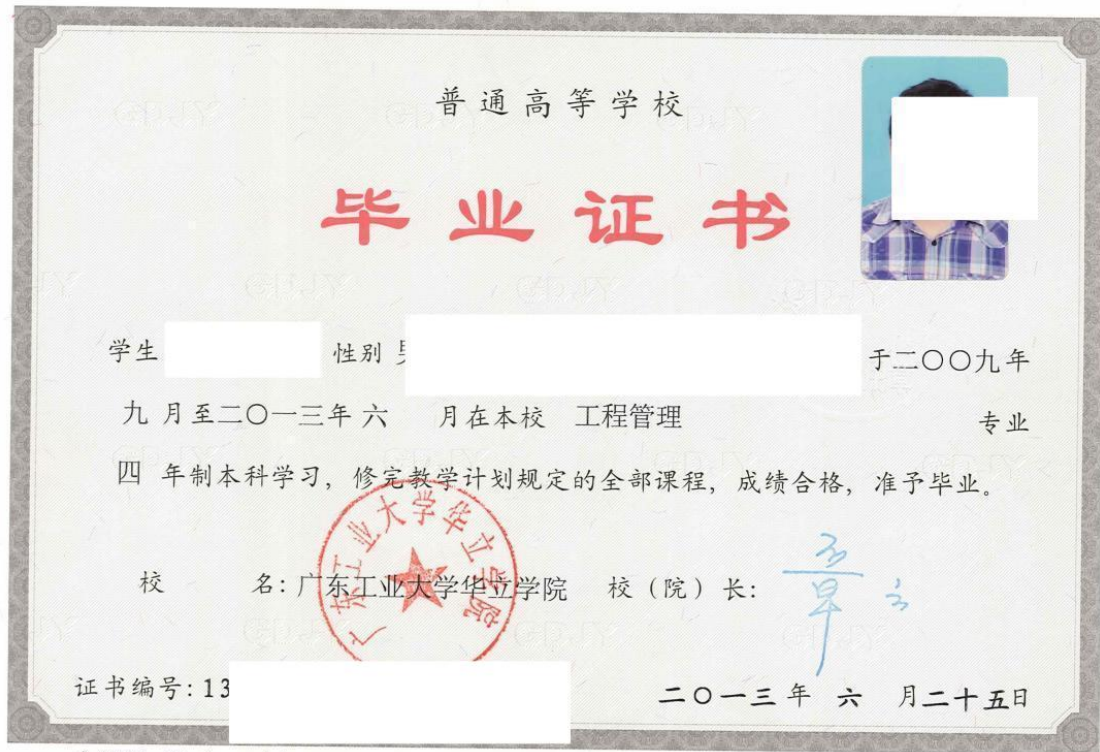 普通高等学校
毕业证书
学生 性别 于二〇〇九年
九 月至二〇一三年 六 月在本校 工程管理 专业
四 年制本科学习，修完教学计划规定的全部课程，成绩合格，准予毕业。
广东工业大学华立学院
校 名：广东工业大学华立学院 校（院）长：
证书编号：13
二〇一三年 六 月二十五日